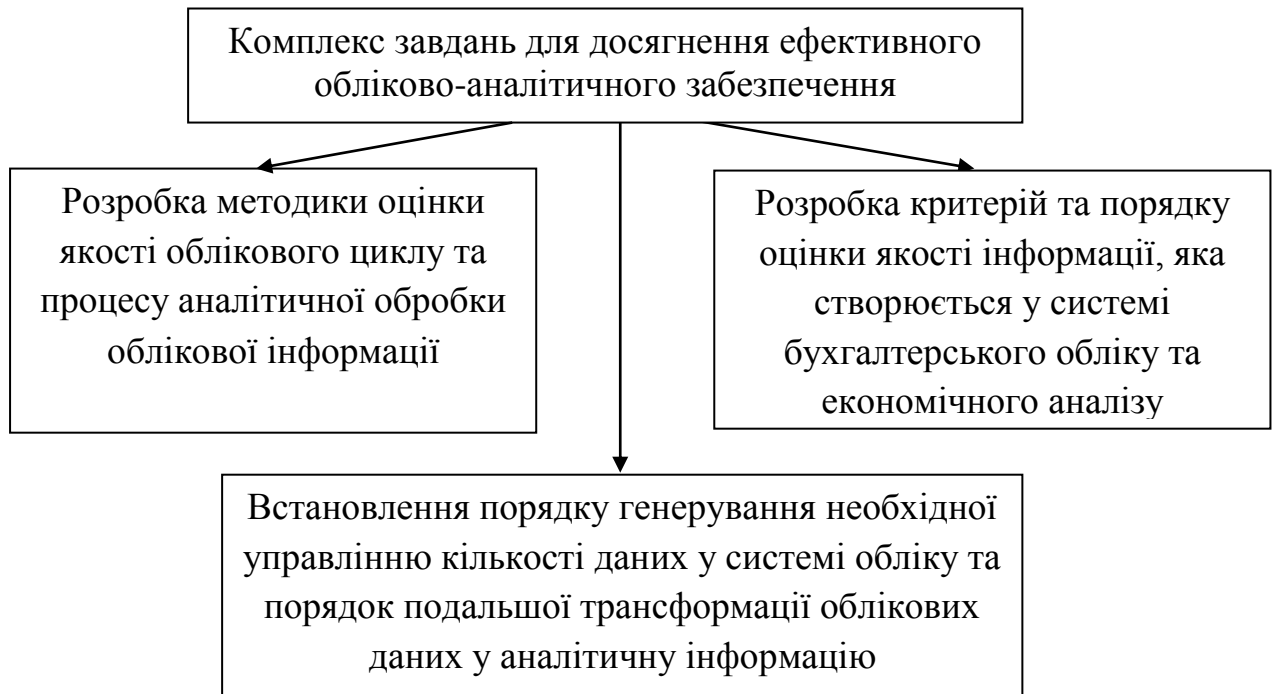 Комплекс завдань для досягнення ефективного
обліково-аналітичного забезпечення
Розробка методики оцінки
якості облікового циклу та
процесу аналітичної обробки
облікової інформації
Розробка критерій та порядку
оцінки якості інформації, яка
створюється у системі
бухгалтерського обліку та
економічного аналізу
Встановлення порядку генерування необхідної
управлінню кількості даних у системі обліку та
порядок подальшої трансформації облікових
даних у аналітичну інформацію